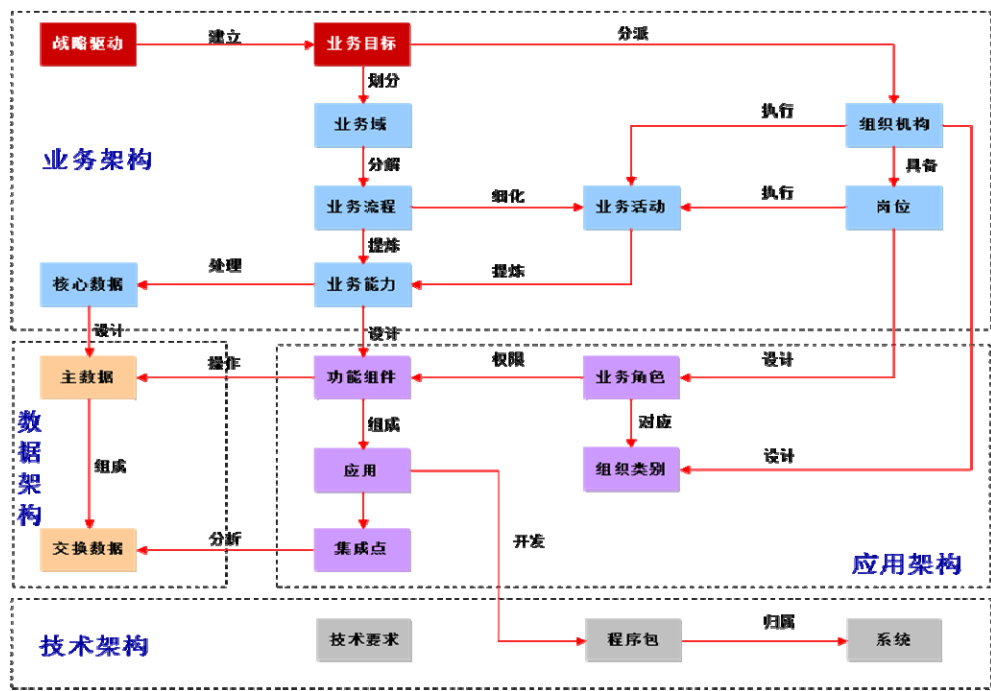 战略驱动
建立
业务目标
分派
划分
业务域
执行
组织机构
业务架构
分解
具备
业务流程
细化
业务活动
执行
岗位
提炼
核心数据
处理
业务能力
提炼
设计
设计
主数据
操作
功能组件
权限
业务角色
设计
数据架构
组成
对应
组成
应用
组织类别
设计
交换数据
分析
集成点
开发
应用架构
技术架构
技术要求
程序包
归属
系统